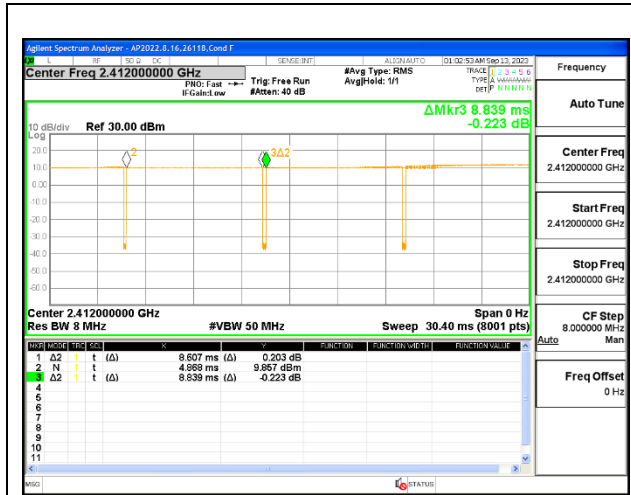 Agilent Spectrum Analyzer - AP2022.8.16,26118,Cond F
L RF 50 Ω DC SENSE:INT ALIGNAUTO 01:02:53 AM Sep 13, 2023
Center Freq 2.412000000 GHz
PNO: Fast
IFGain:Low
Trig: Free Run
#Atten: 40 dB
#Avg Type: RMS
Avg|Hold: 1/1
TRACE 1 2 3 4 5 6
TYPE A WWWWW
DET P N N N N N
Frequency
Auto Tune
Center Freq
2.412000000 GHz
Start Freq
2.412000000 GHz
Stop Freq
2.412000000 GHz
CF Step
8.000000 MHz
Auto Man
Freq Offset
0 Hz
ΔMkr3 8.839 ms
-0.223 dB
10 dB/div Ref 30.00 dBm
Log
20.0
10.0
0.00
-10.0
-20.0
-30.0
-40.0
-50.0
-60.0
2
3Δ2
Center 2.412000000 GHz Span 0 Hz
Res BW 8 MHz #VBW 50 MHz Sweep 30.40 ms (8001 pts)
MKR MODE TRC SCL X Y FUNCTION FUNCTION WIDTH FUNCTION VALUE
1 Δ2 1 t (Δ) 8.607 ms (Δ) 0.203 dB
2 N 1 t 4.868 ms 9.857 dBm
3 Δ2 1 t (Δ) 8.839 ms (Δ) -0.223 dB
4
5
6
7
8
9
10
11
MSG STATUS